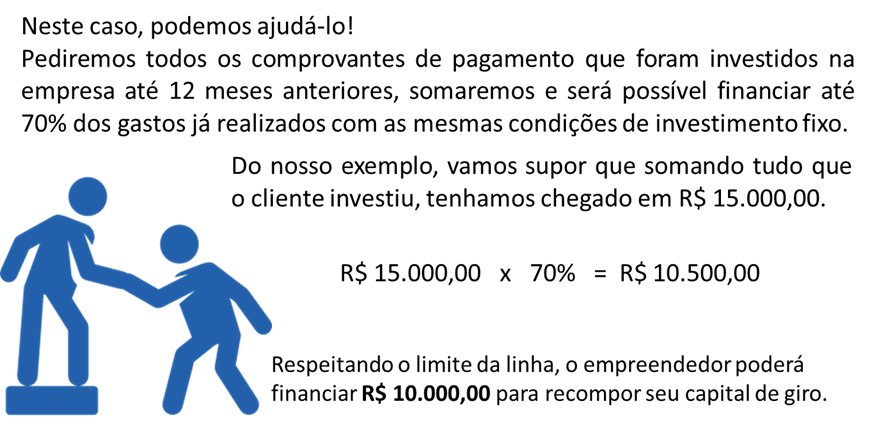 Neste caso, podemos ajudá-lo!
Pediremos todos os comprovantes de pagamento que foram investidos na
empresa até 12 meses anteriores, somaremos e será possível financiar até
70% dos gastos já realizados com as mesmas condições de investimento fixo.
Do nosso exemplo, vamos supor que somando tudo que
o cliente investiu, tenhamos chegado em R$ 15.000,00.
R$ 15.000,00 x 70% = R$ 10.500,00
Respeitando o limite da linha, o empreendedor poderá
financiar R$ 10.000,00 para recompor seu capital de giro.